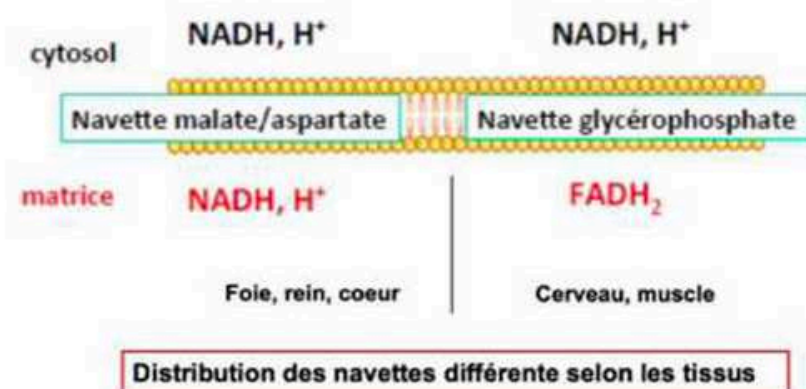 NADH, H⁺ NADH, H⁺
cytosol
Navette malate/aspartate Navette glycérophosphate
matrice NADH, H⁺ FADH₂
Foie, rein, coeur Cerveau, muscle
Distribution des navettes différente selon les tissus